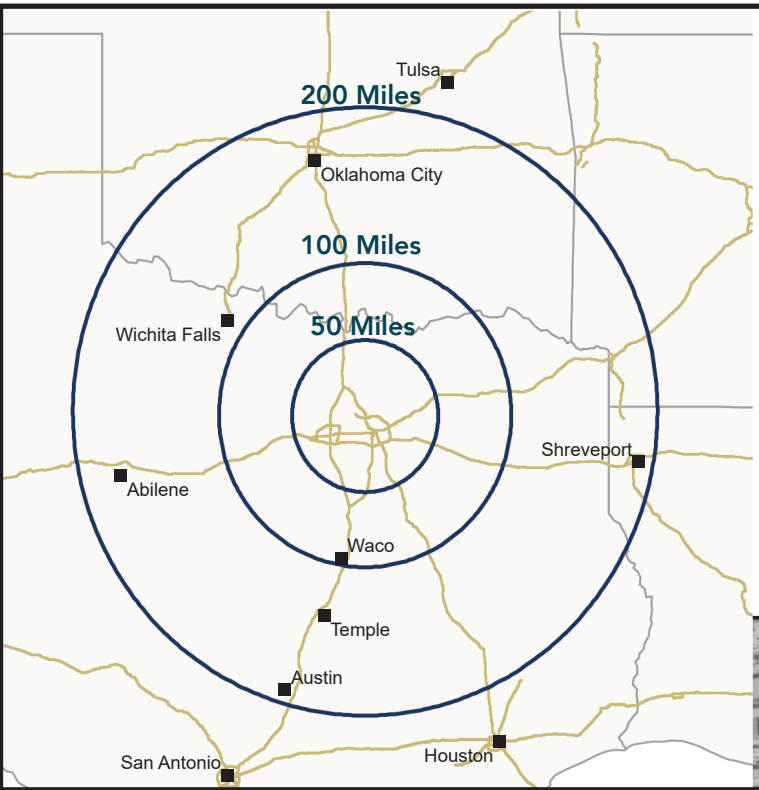 Tulsa
200 Miles
Oklahoma City
100 Miles
50 Miles
Wichita Falls
Shreveport
Abilene
Waco
Temple
Austin
Houston
San Antonio